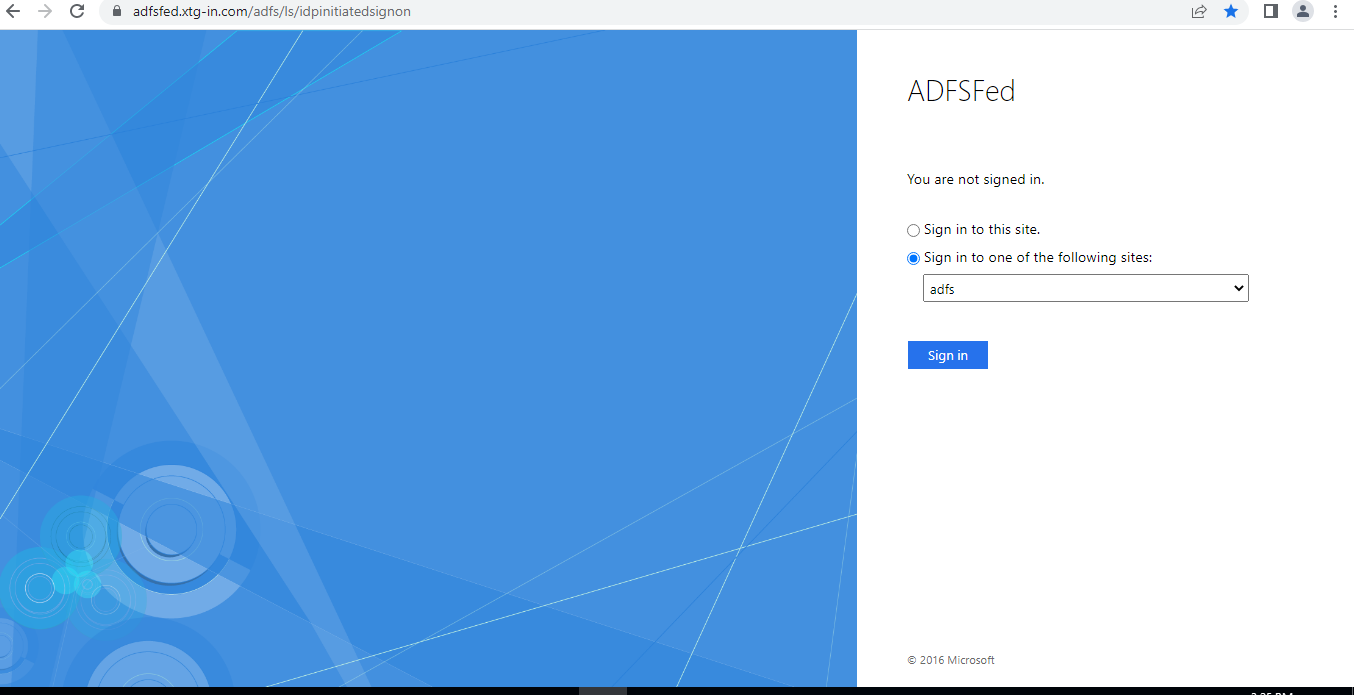 adfsfed.xtg-in.com/adfs/ls/idpinitiatedsignon
ADFSFed
You are not signed in.
Sign in to this site.
Sign in to one of the following sites:
adfs
Sign in
© 2016 Microsoft